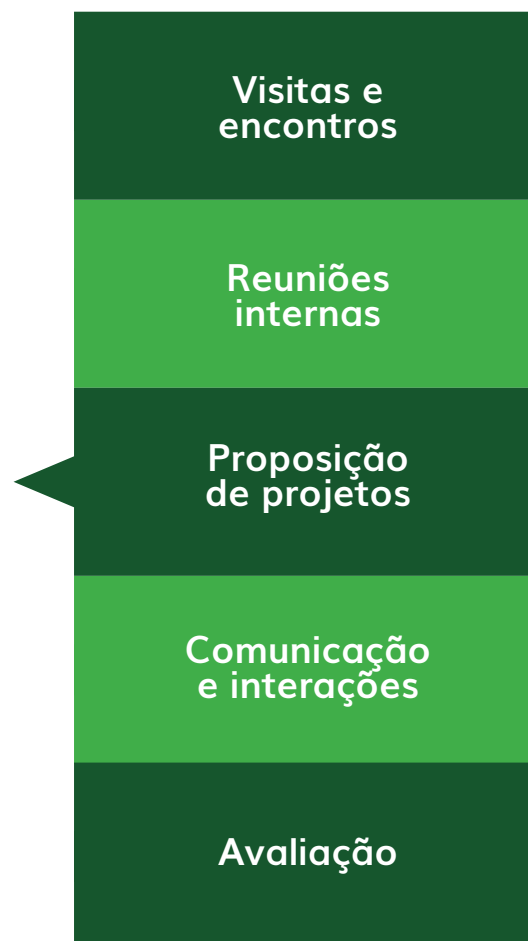 Visitas e
encontros
Reuniões
internas
Proposição
de projetos
Comunicação
e interações
Avaliação